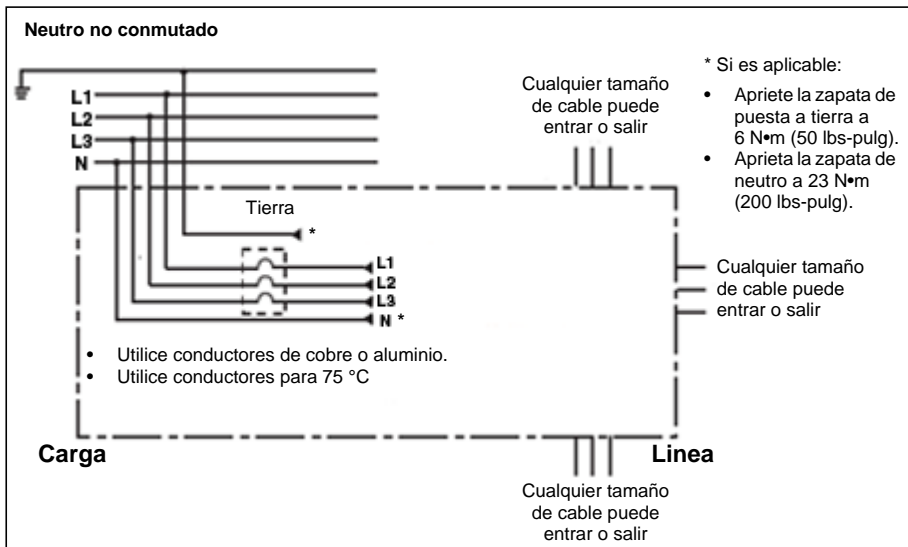 Neutro no conmutado
L1
L2
L3
N
Cualquier tamaño
de cable puede
entrar o salir
* Si es aplicable:
• Apriete la zapata de
puesta a tierra a
6 N•m (50 lbs-pulg).
• Aprieta la zapata de
neutro a 23 N•m
(200 lbs-pulg).
Tierra
*
L1
L2
L3
N *
Cualquier tamaño
de cable puede
entrar o salir
• Utilice conductores de cobre o aluminio.
• Utilice conductores para 75 °C
Carga
Linea
Cualquier tamaño
de cable puede
entrar o salir